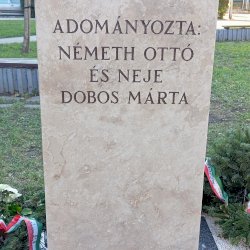 ADOMÁNYOZTA:
NÉMETH OTTÓ
ÉS NEJE
DOBOS MÁRTA